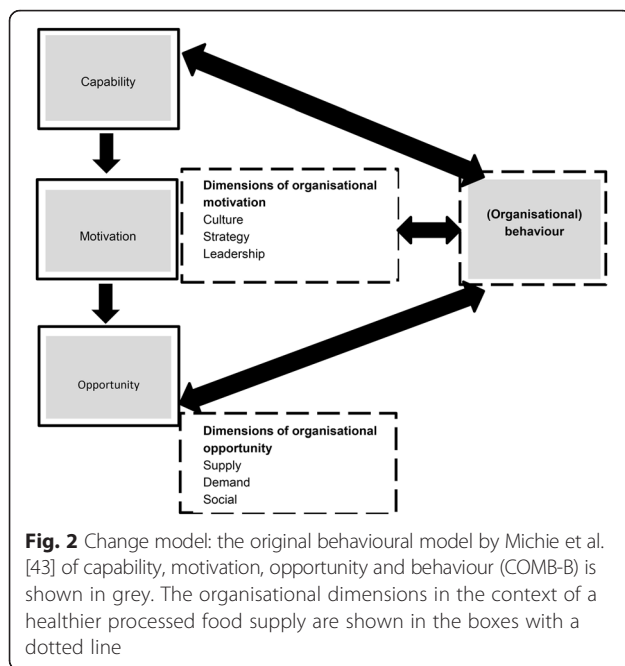 Capability
Dimensions of organisational
motivation
Culture
Strategy
Leadership
Motivation
(Organisational)
behaviour
Opportunity
Dimensions of organisational
opportunity
Supply
Demand
Social
Fig. 2 Change model: the original behavioural model by Michie et al.
[43] of capability, motivation, opportunity and behaviour (COMB-B) is
shown in grey. The organisational dimensions in the context of a
healthier processed food supply are shown in the boxes with a
dotted line